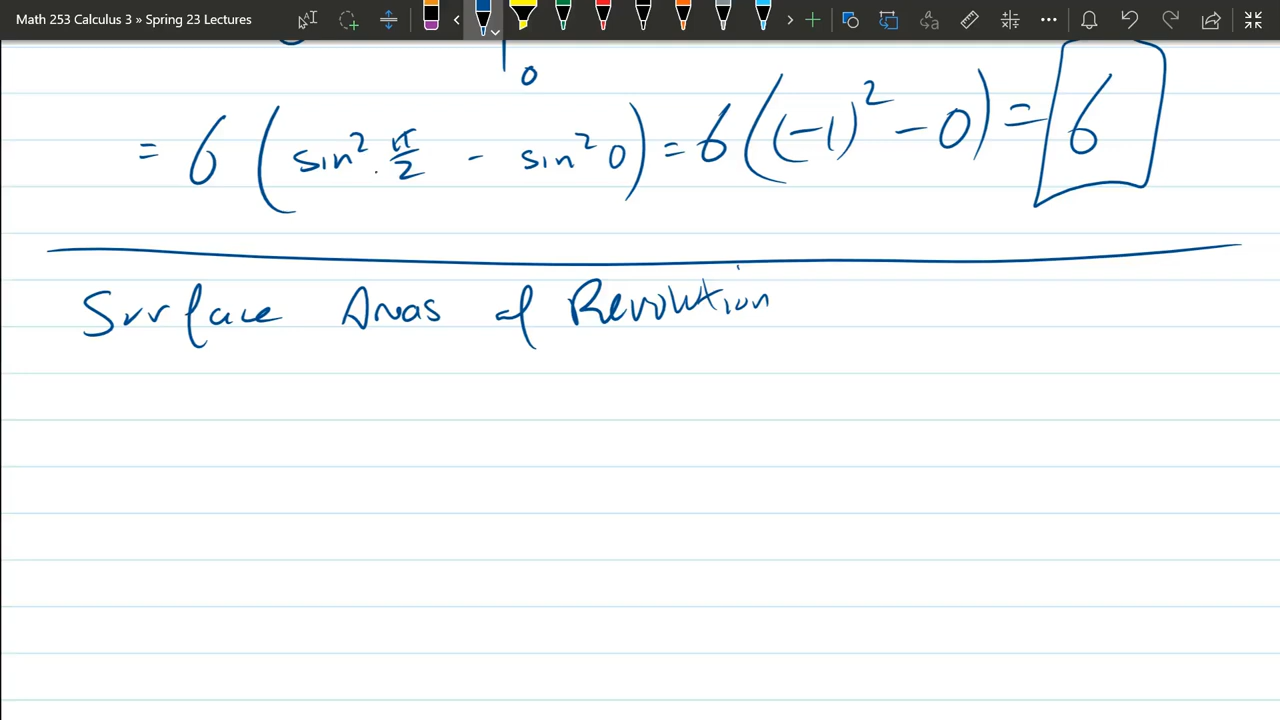 Math 253 Calculus 3 » Spring 23 Lectures
0
= 6 ( sin² π/2 - sin² 0 ) = 6 ( (-1)² - 0 ) = 6
Surface Areas of Revolution